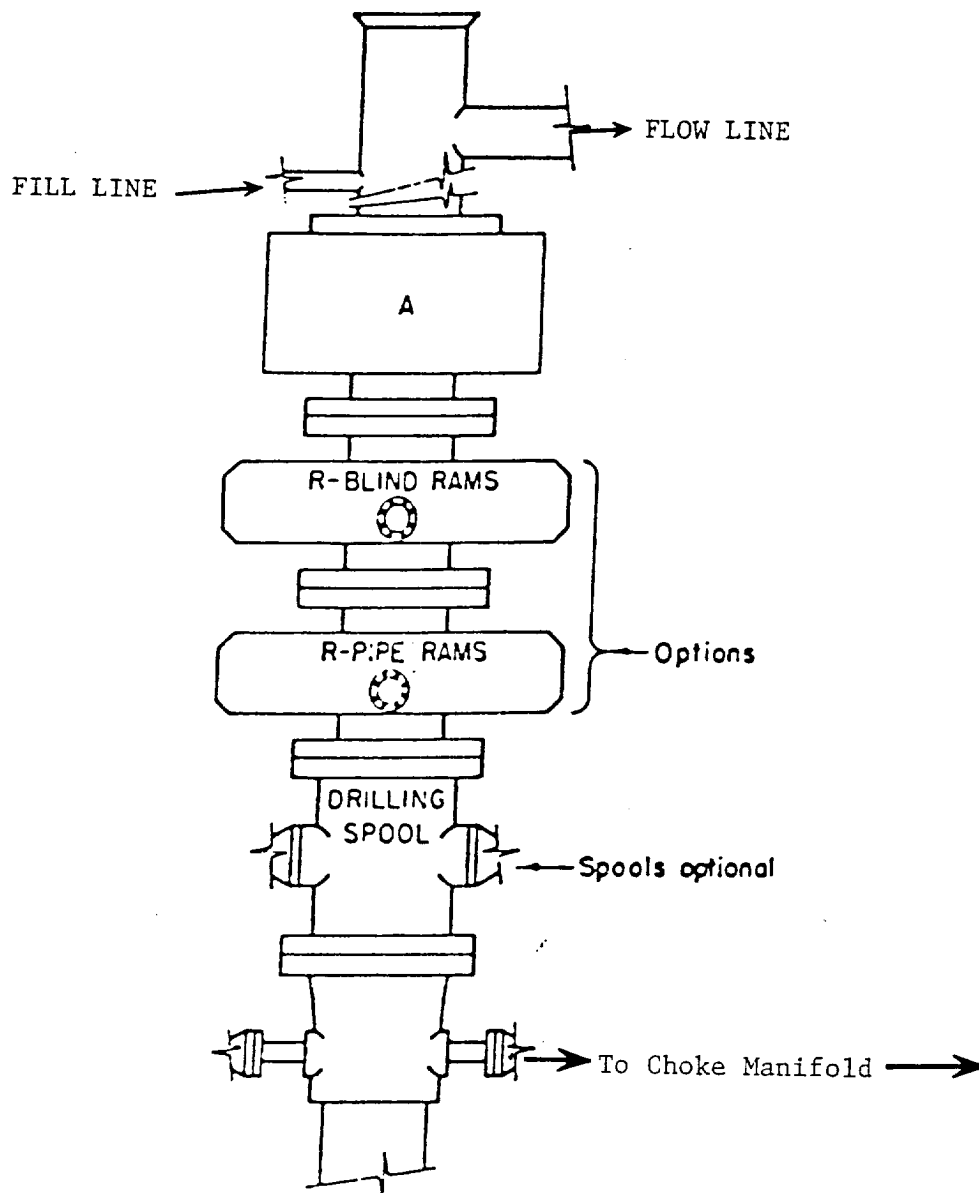 FLOW LINE
FILL LINE
A
R-BLIND RAMS
R-PIPE RAMS
Options
DRILLING
SPOOL
Spools optional
To Choke Manifold